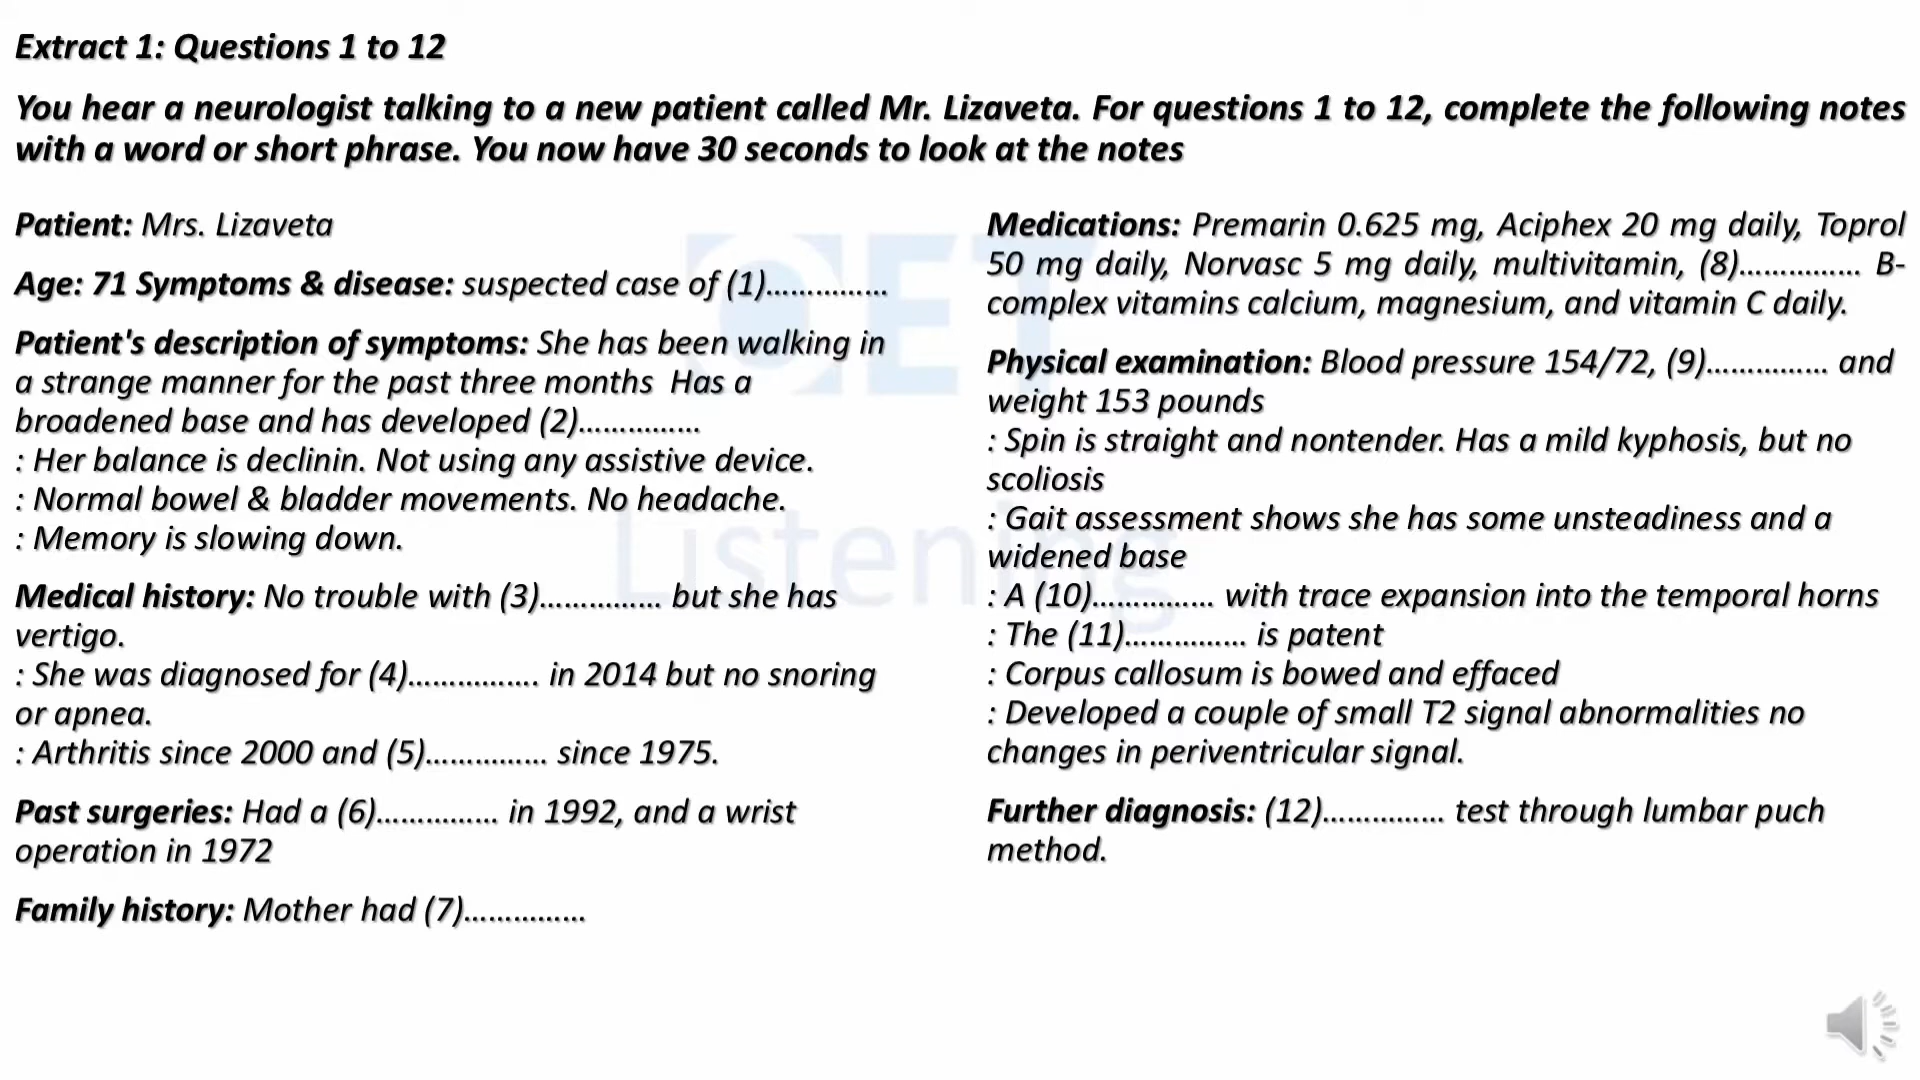 Extract 1: Questions 1 to 12
You hear a neurologist talking to a new patient called Mr. Lizaveta. For questions 1 to 12, complete the following notes
with a word or short phrase. You now have 30 seconds to look at the notes
Patient: Mrs. Lizaveta
Age: 71 Symptoms & disease: suspected case of (1)...............
Patient's description of symptoms: She has been walking in
a strange manner for the past three months  Has a
broadened base and has developed (2)...............
: Her balance is declinin. Not using any assistive device.
: Normal bowel & bladder movements. No headache.
: Memory is slowing down.
Medical history: No trouble with (3)............... but she has
vertigo.
: She was diagnosed for (4)................ in 2014 but no snoring
or apnea.
: Arthritis since 2000 and (5)............... since 1975.
Past surgeries: Had a (6)............... in 1992, and a wrist
operation in 1972
Family history: Mother had (7)...............
Medications: Premarin 0.625 mg, Aciphex 20 mg daily, Toprol
50 mg daily, Norvasc 5 mg daily, multivitamin, (8)............... B-
complex vitamins calcium, magnesium, and vitamin C daily.
Physical examination: Blood pressure 154/72, (9)............... and
weight 153 pounds
: Spin is straight and nontender. Has a mild kyphosis, but no
scoliosis
: Gait assessment shows she has some unsteadiness and a
widened base
: A (10)............... with trace expansion into the temporal horns
: The (11)............... is patent
: Corpus callosum is bowed and effaced
: Developed a couple of small T2 signal abnormalities no
changes in periventricular signal.
Further diagnosis: (12)............... test through lumbar puch
method.
OET
Listening